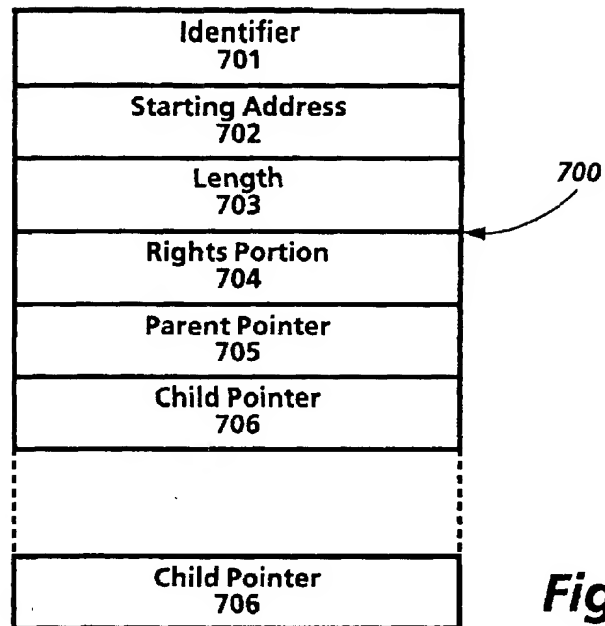 Identifier
701
Starting Address
702
Length
703
700
Rights Portion
704
Parent Pointer
705
Child Pointer
706
Child Pointer
706
Fig